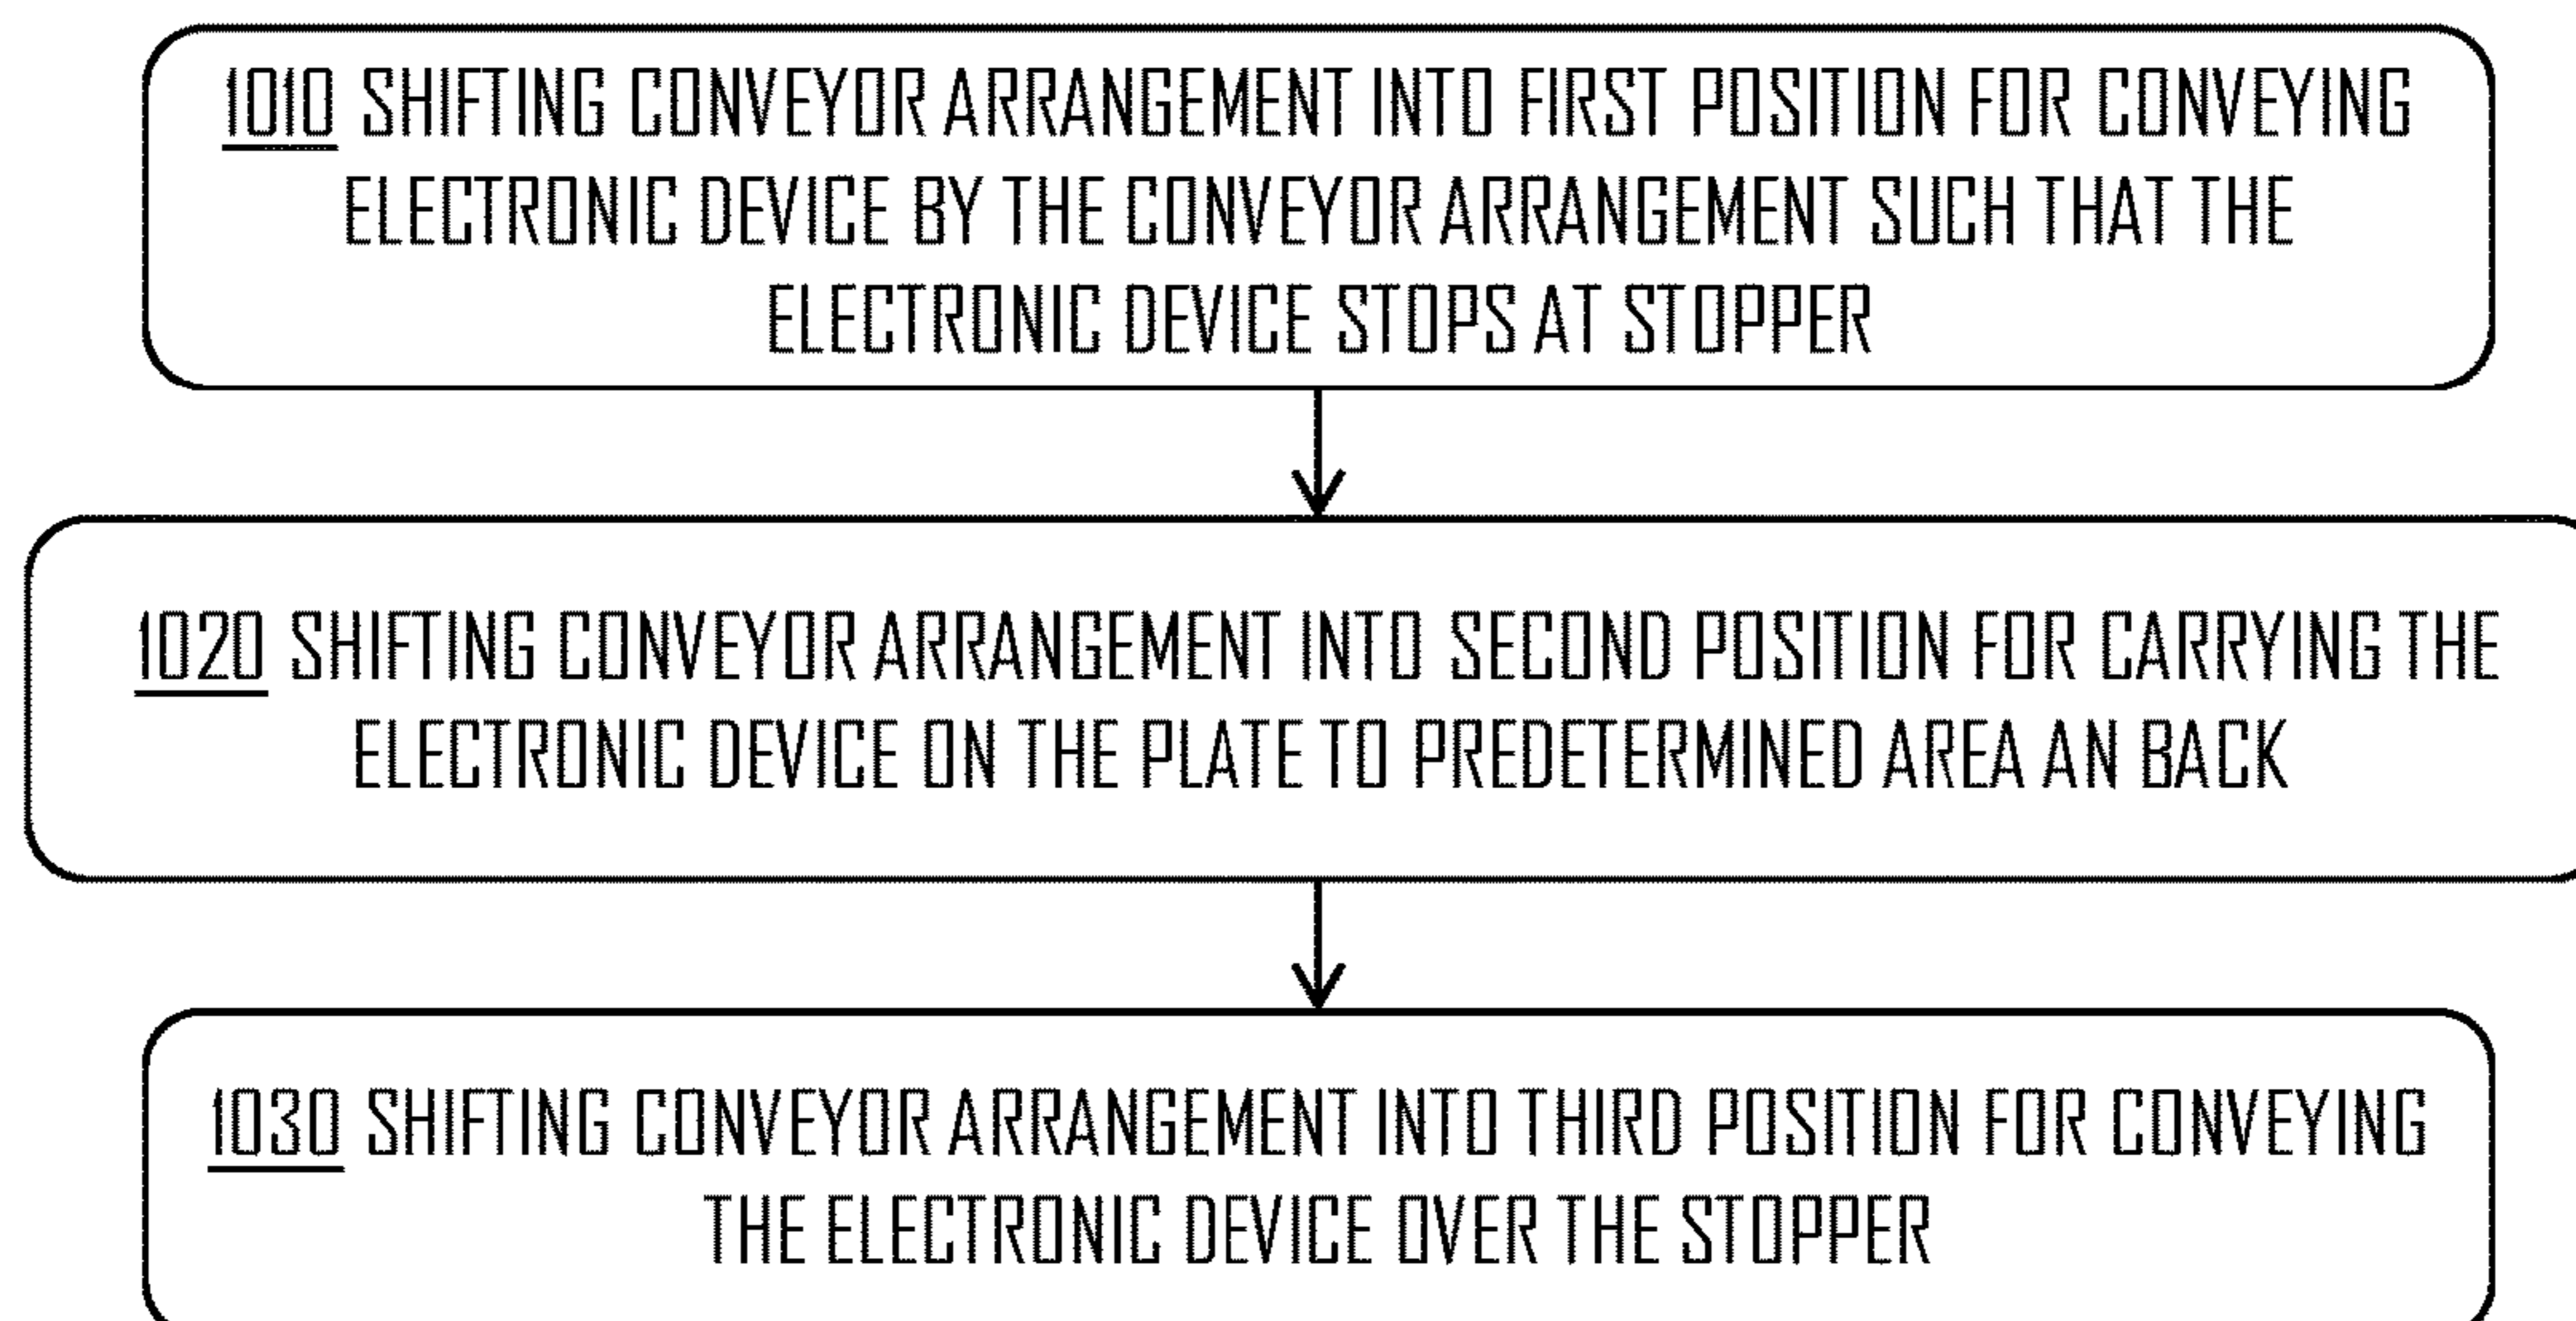 1010 SHIFTING CONVEYOR ARRANGEMENT INTO FIRST POSITION FOR CONVEYING
ELECTRONIC DEVICE BY THE CONVEYOR ARRANGEMENT SUCH THAT THE
ELECTRONIC DEVICE STOPS AT STOPPER
1020 SHIFTING CONVEYOR ARRANGEMENT INTO SECOND POSITION FOR CARRYING THE
ELECTRONIC DEVICE ON THE PLATE TO PREDETERMINED AREA AN BACK
1030 SHIFTING CONVEYOR ARRANGEMENT INTO THIRD POSITION FOR CONVEYING
THE ELECTRONIC DEVICE OVER THE STOPPER